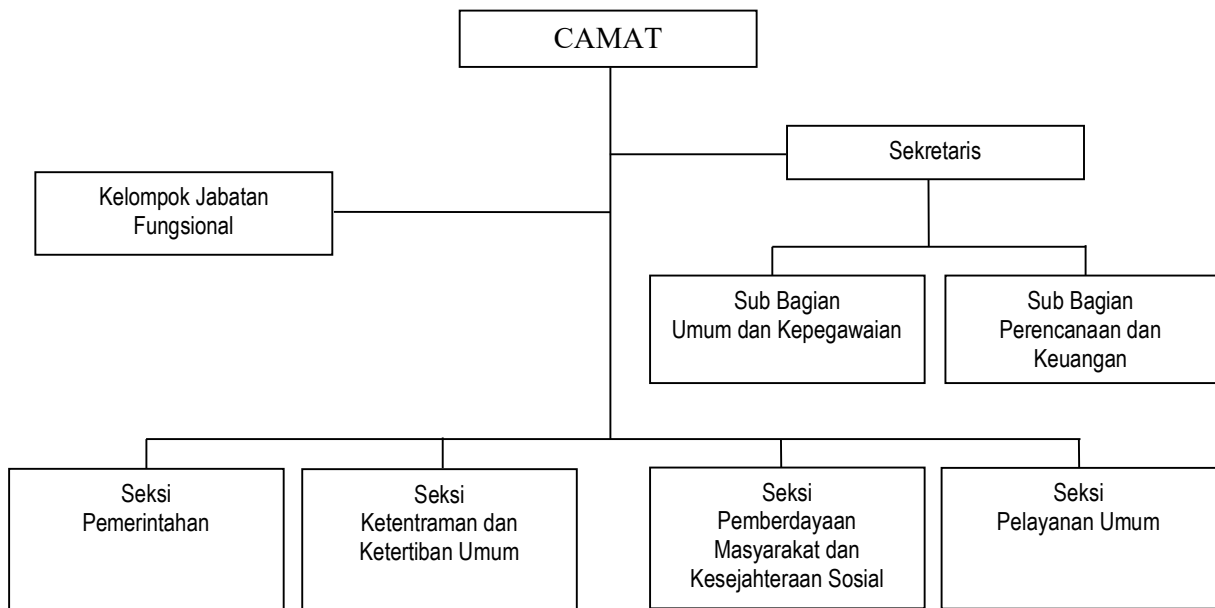 CAMAT
Sekretaris
Kelompok Jabatan
Fungsional
Sub Bagian
Umum dan Kepegawaian
Sub Bagian
Perencanaan dan
Keuangan
Seksi
Pemerintahan
Seksi
Ketentraman dan
Ketertiban Umum
Seksi
Pemberdayaan
Masyarakat dan
Kesejahteraan Sosial
Seksi
Pelayanan Umum